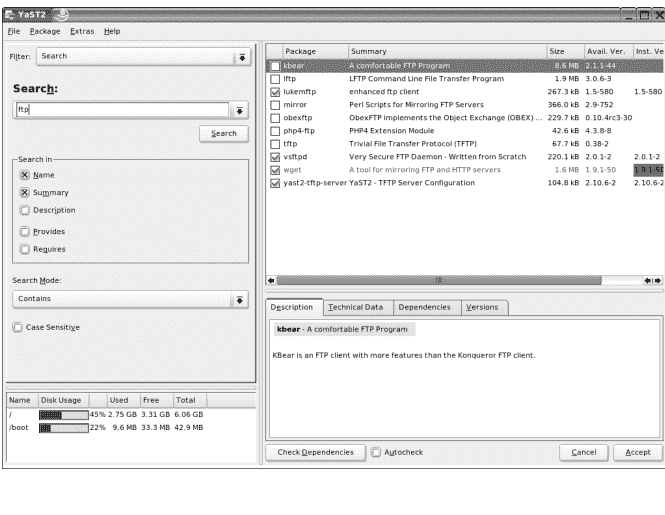 YaST2
File Package Extras Help
Filter: Search
Search:
ftp
Search
Search in
Name
Summary
Description
Provides
Requires
Search Mode:
Contains
Case Sensitive
Name Disk Usage Used Free Total
/ 45% 2.75 GB 3.31 GB 6.06 GB
/boot 22% 9.6 MB 33.3 MB 42.9 MB
Package Summary Size Avail. Ver. Inst. Ve
kbear A comfortable FTP Program 8.6 MB 2.1.1-44
lftp LFTP Command Line File Transfer Program 1.9 MB 3.0.6-3
lukemftp enhanced ftp client 267.3 kB 1.5-580 1.5-580
mirror Perl Scripts for Mirroring FTP Servers 366.0 kB 2.9-752
obexftp ObexFTP implements the Object Exchange (OBEX) ... 229.7 kB 0.10.4rc3-30
php4-ftp PHP4 Extension Module 42.6 kB 4.3.8-8
tftp Trivial File Transfer Protocol (TFTP) 67.7 kB 0.38-2
vsftpd Very Secure FTP Daemon - Written from Scratch 220.1 kB 2.0.1-2 2.0.1-2
wget A tool for mirroring FTP and HTTP servers 1.6 MB 1.9.1-50 1.9.1-50
yast2-tftp-server YaST2 - TFTP Server Configuration 104.8 kB 2.10.6-2 2.10.6-2
Description Technical Data Dependencies Versions
kbear - A comfortable FTP Program
KBear is an FTP client with more features than the Konqueror FTP client.
Check Dependencies Autocheck Cancel Accept